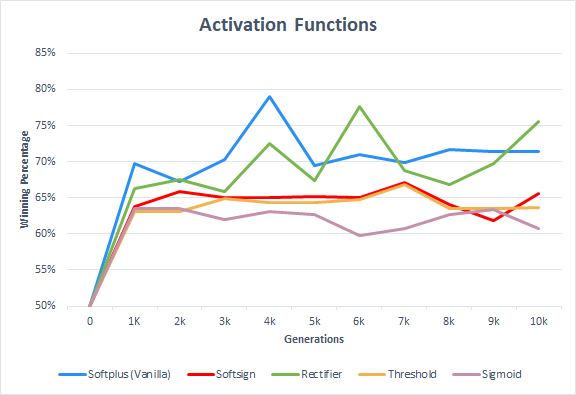 Activation Functions
85%
80%
75%
70%
65%
60%
55%
50%
Winning Percentage
0 1K 2k 3k 4k 5k 6k 7k 8k 9k 10k
Generations
Softplus (Vanilla) Softsign Rectifier Threshold Sigmoid